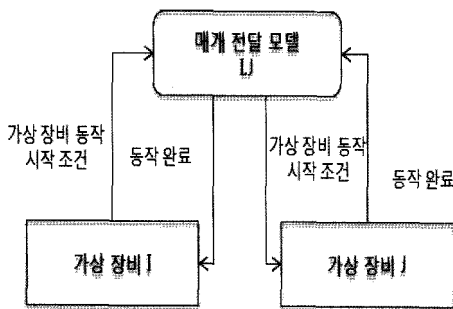 매개 전달 모델
IJ
가상 장비 동작
시작 조건
동작 완료
가상 장비 동작
시작 조건
동작 완료
가상 장비 I
가상 장비 J